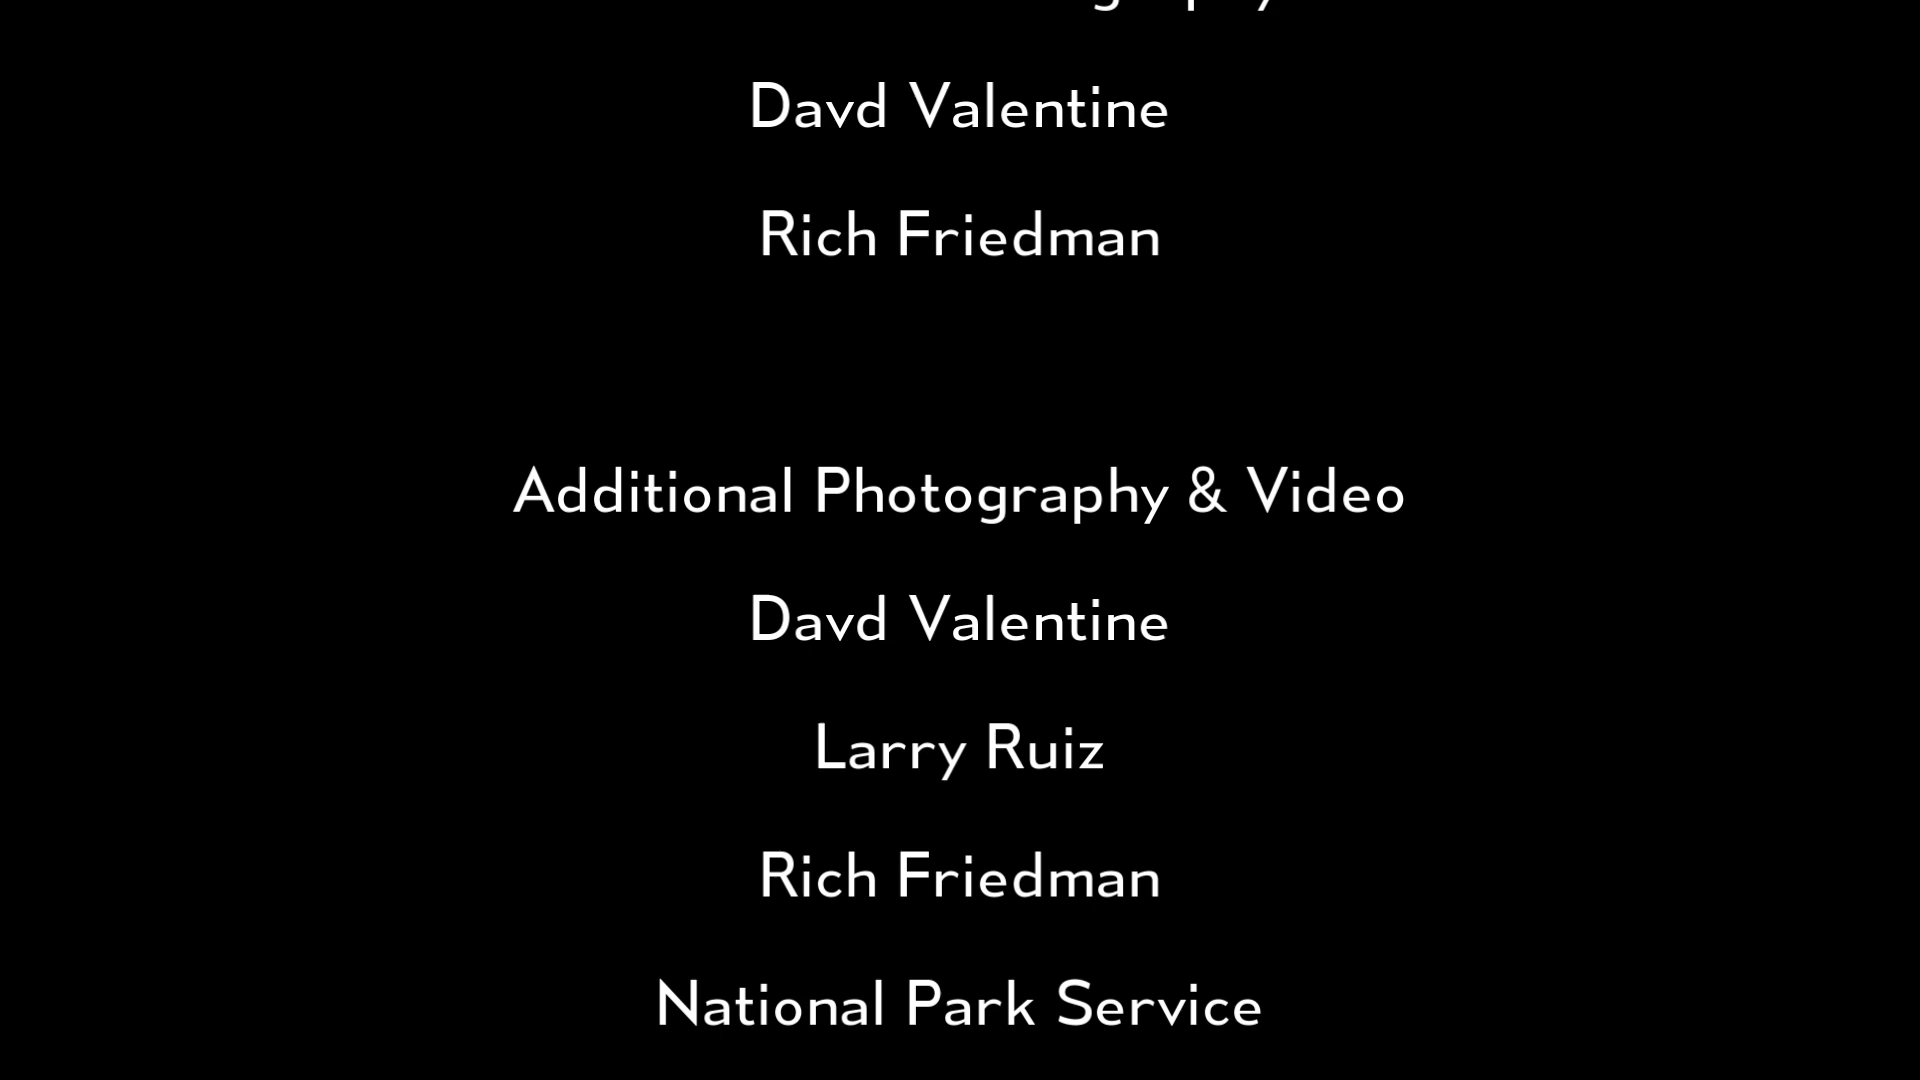 Davd Valentine
Rich Friedman
Additional Photography & Video
Davd Valentine
Larry Ruiz
Rich Friedman
National Park Service